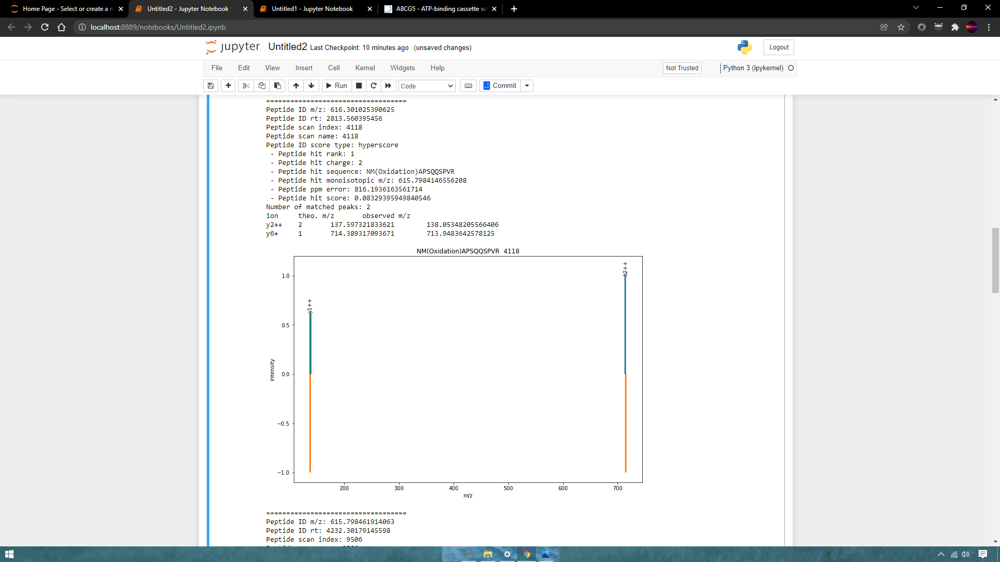 Home Page - Select or create a n
Untitled2 - Jupyter Notebook
Untitled1 - Jupyter Notebook
ABCG5 - ATP-binding cassette su
localhost:8889/notebooks/Untitled2.ipynb
jupyter Untitled2 Last Checkpoint: 10 minutes ago (unsaved changes)
Logout
File Edit View Insert Cell Kernel Widgets Help
Not Trusted
Python 3 (ipykernel)
Run
Code
Commit
===================================
Peptide ID m/z: 616.301025390625
Peptide ID rt: 2813.560395456
Peptide scan index: 4118
Peptide scan name: 4118
Peptide ID score type: hyperscore
- Peptide hit rank: 1
- Peptide hit charge: 2
- Peptide hit sequence: NM(Oxidation)APSQQSPVR
- Peptide hit monoisotopic m/z: 615.7984146556208
- Peptide ppm error: 816.1936163561714
- Peptide hit score: 0.08329395949840546
Number of matched peaks: 2
ion theo. m/z observed m/z
y2++ 2 137.597321833621 138.05348205566406
y6+ 1 714.389317093671 713.9483642578125
NM(Oxidation)APSQQSPVR 4118
b2++
y1++
1.0
0.5
0.0
−0.5
−1.0
intensity
200 300 400 500 600 700
m/z
===================================
Peptide ID m/z: 615.798461914063
Peptide ID rt: 4232.30179145598
Peptide scan index: 9506